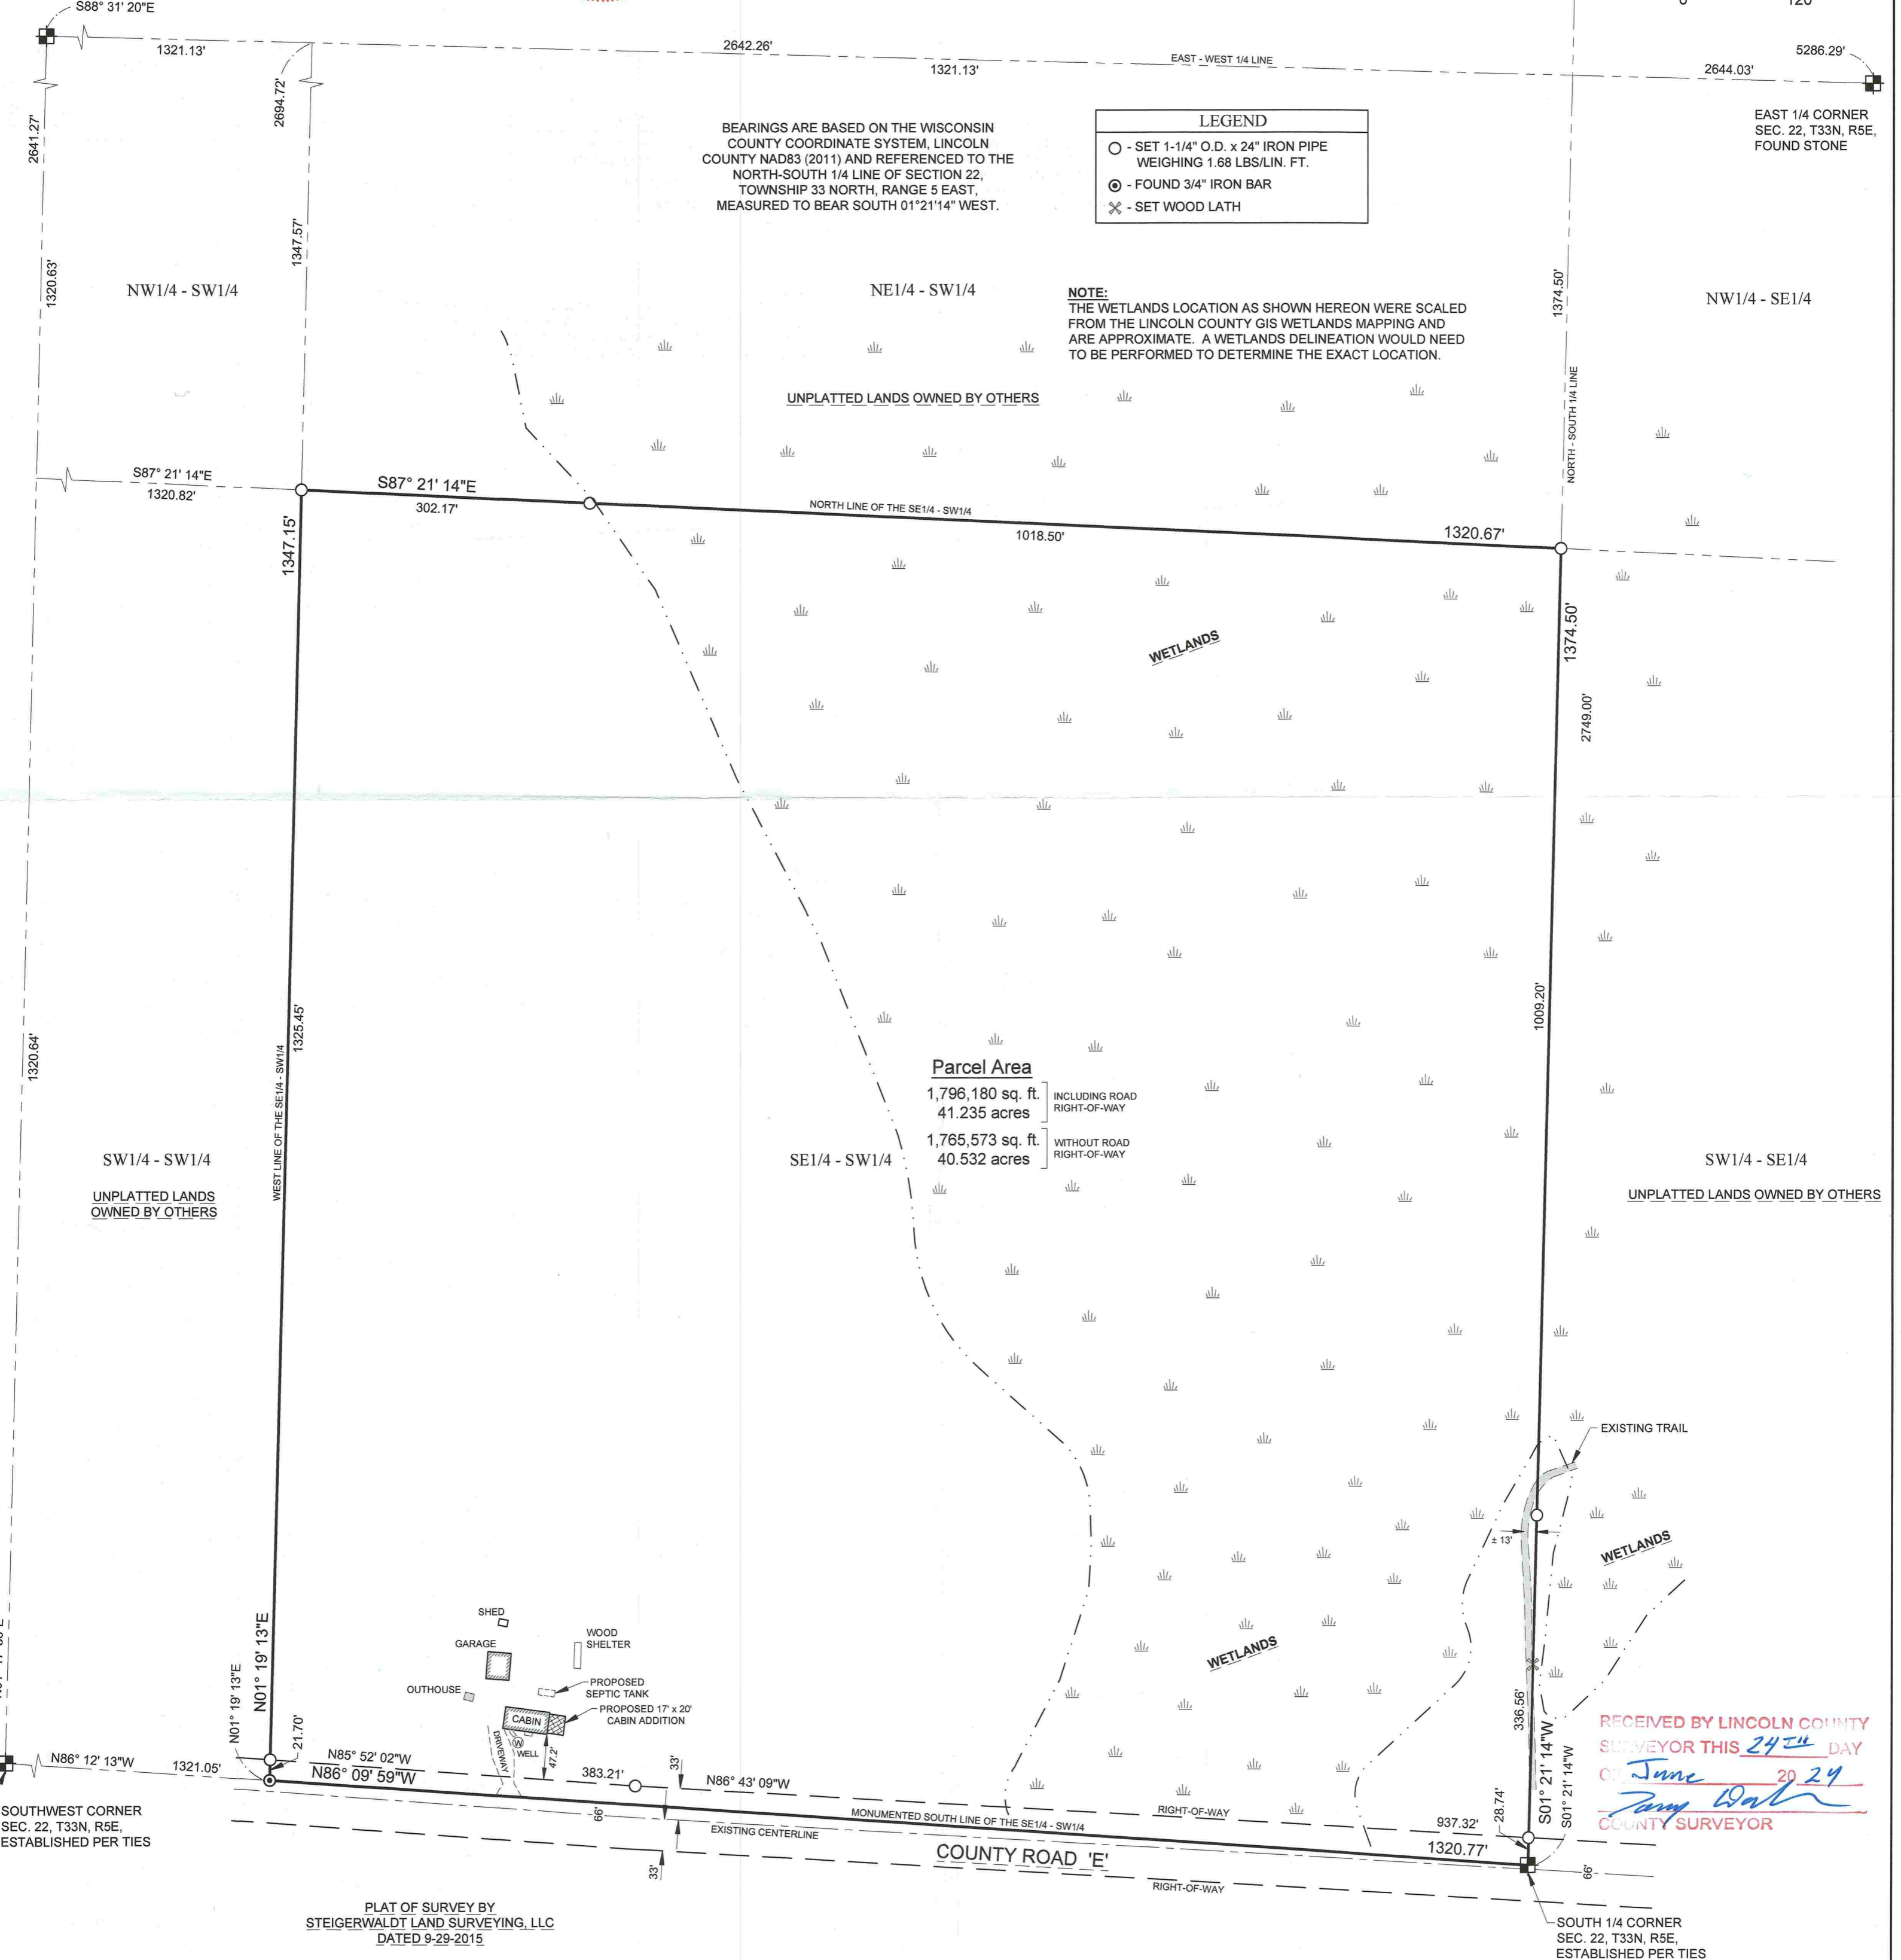 S88° 31' 20"E
0
120
1321.13'
2642.26'
1321.13'
EAST - WEST 1/4 LINE
5286.29'
2644.03'
2641.27'
2694.72'
EAST 1/4 CORNER
SEC. 22, T33N, R5E,
FOUND STONE
BEARINGS ARE BASED ON THE WISCONSIN
COUNTY COORDINATE SYSTEM, LINCOLN
COUNTY NAD83 (2011) AND REFERENCED TO THE
NORTH-SOUTH 1/4 LINE OF SECTION 22,
TOWNSHIP 33 NORTH, RANGE 5 EAST,
MEASURED TO BEAR SOUTH 01°21'14" WEST.
LEGEND
- SET 1-1/4" O.D. x 24" IRON PIPE
WEIGHING 1.68 LBS/LIN. FT.
- FOUND 3/4" IRON BAR
- SET WOOD LATH
1320.63'
1347.57'
1374.50'
NW1/4 - SW1/4
NE1/4 - SW1/4
NW1/4 - SE1/4
NOTE:
THE WETLANDS LOCATION AS SHOWN HEREON WERE SCALED
FROM THE LINCOLN COUNTY GIS WETLANDS MAPPING AND
ARE APPROXIMATE. A WETLANDS DELINEATION WOULD NEED
TO BE PERFORMED TO DETERMINE THE EXACT LOCATION.
UNPLATTED LANDS OWNED BY OTHERS
NORTH - SOUTH 1/4 LINE
S87° 21' 14"E
1320.82'
S87° 21' 14"E
302.17'
NORTH LINE OF THE SE1/4 - SW1/4
1018.50'
1320.67'
1347.15'
1374.50'
2749.00'
WETLANDS
1320.64'
WEST LINE OF THE SE1/4 - SW1/4
1325.45'
1009.20'
Parcel Area
1,796,180 sq. ft.
41.235 acres
INCLUDING ROAD
RIGHT-OF-WAY
1,765,573 sq. ft.
40.532 acres
WITHOUT ROAD
RIGHT-OF-WAY
SW1/4 - SW1/4
UNPLATTED LANDS
OWNED BY OTHERS
SE1/4 - SW1/4
SW1/4 - SE1/4
UNPLATTED LANDS OWNED BY OTHERS
EXISTING TRAIL
± 13'
WETLANDS
WETLANDS
SHED
GARAGE
WOOD
SHELTER
OUTHOUSE
PROPOSED
SEPTIC TANK
PROPOSED 17' x 20'
CABIN ADDITION
CABIN
DRIVEWAY
W
WELL
47.2'
N01° 19' 13"E
N01° 19' 13"E
21.70'
N86° 12' 13"W
1321.05'
N85° 52' 02"W
N86° 09' 59"W
383.21'
33'
N86° 43' 09"W
66'
33'
MONUMENTED SOUTH LINE OF THE SE1/4 - SW1/4
EXISTING CENTERLINE
COUNTY ROAD 'E'
RIGHT-OF-WAY
RIGHT-OF-WAY
937.32'
1320.77'
28.74'
336.56'
S01° 21' 14"W
S01° 21' 14"W
66'
RECEIVED BY LINCOLN COUNTY
SURVEYOR THIS 24TH DAY
OF June 20 24
COUNTY SURVEYOR
SOUTHWEST CORNER
SEC. 22, T33N, R5E,
ESTABLISHED PER TIES
PLAT OF SURVEY BY
STEIGERWALDT LAND SURVEYING, LLC
DATED 9-29-2015
SOUTH 1/4 CORNER
SEC. 22, T33N, R5E,
ESTABLISHED PER TIES